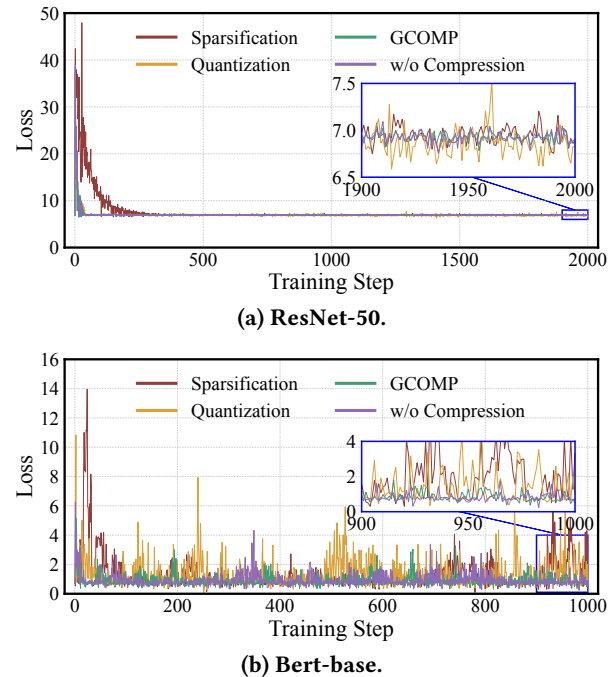 50
40
30
20
10
0
Loss
Sparsification
Quantization
GCOMP
w/o Compression
7.5
7.0
6.5
1900
1950
2000
0
500
1000
1500
2000
Training Step
(a) ResNet-50.
16
14
12
10
8
6
4
2
0
Loss
Sparsification
Quantization
GCOMP
w/o Compression
4
2
0
900
950
1000
0
200
400
600
800
1000
Training Step
(b) Bert-base.